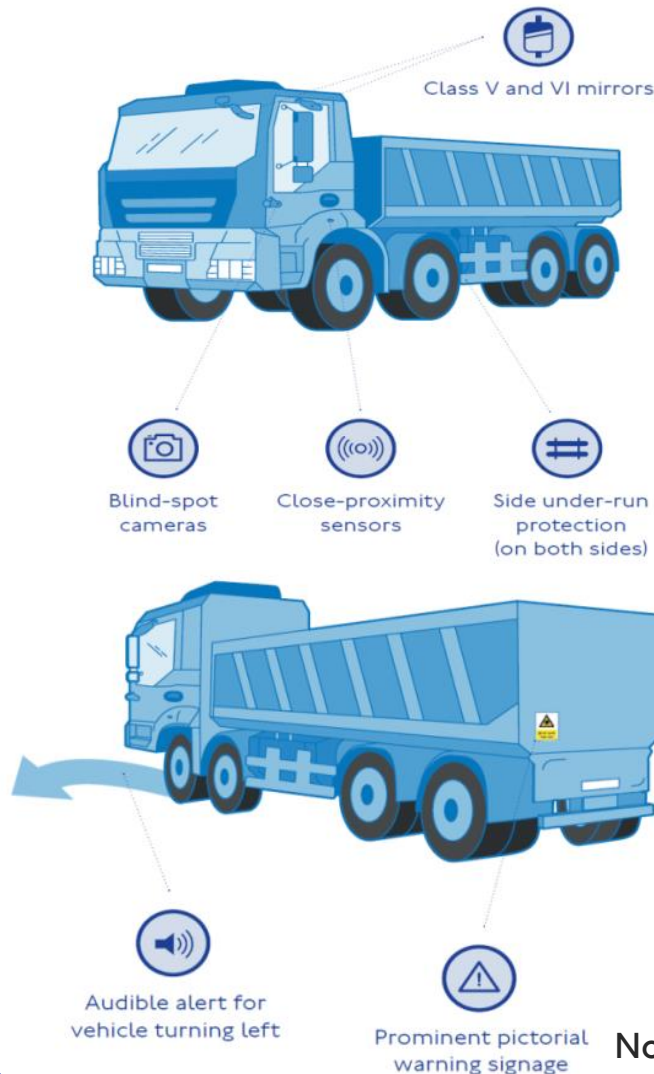 Class V and VI mirrors
Blind-spot
cameras
Close-proximity
sensors
Side under-run
protection
(on both sides)
Audible alert for
vehicle turning left
Prominent pictorial
warning signage